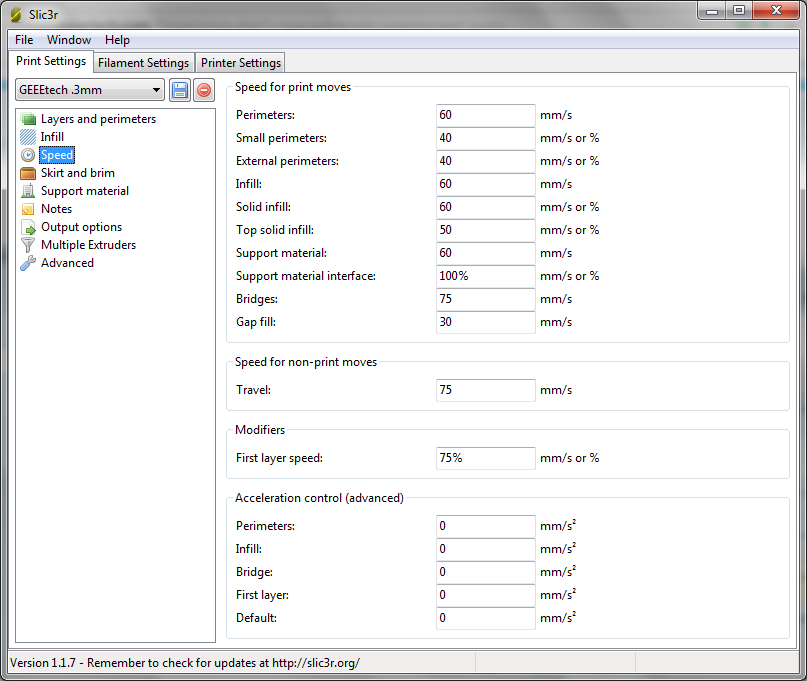 Slic3r
File Window Help
Print Settings Filament Settings Printer Settings
GEEEtech .3mm
Layers and perimeters
Infill
Speed
Skirt and brim
Support material
Notes
Output options
Multiple Extruders
Advanced
Speed for print moves
Perimeters: 60 mm/s
Small perimeters: 40 mm/s or %
External perimeters: 40 mm/s or %
Infill: 60 mm/s
Solid infill: 60 mm/s or %
Top solid infill: 50 mm/s or %
Support material: 60 mm/s
Support material interface: 100% mm/s or %
Bridges: 75 mm/s
Gap fill: 30 mm/s
Speed for non-print moves
Travel: 75 mm/s
Modifiers
First layer speed: 75% mm/s or %
Acceleration control (advanced)
Perimeters: 0 mm/s²
Infill: 0 mm/s²
Bridge: 0 mm/s²
First layer: 0 mm/s²
Default: 0 mm/s²
Version 1.1.7 - Remember to check for updates at http://slic3r.org/